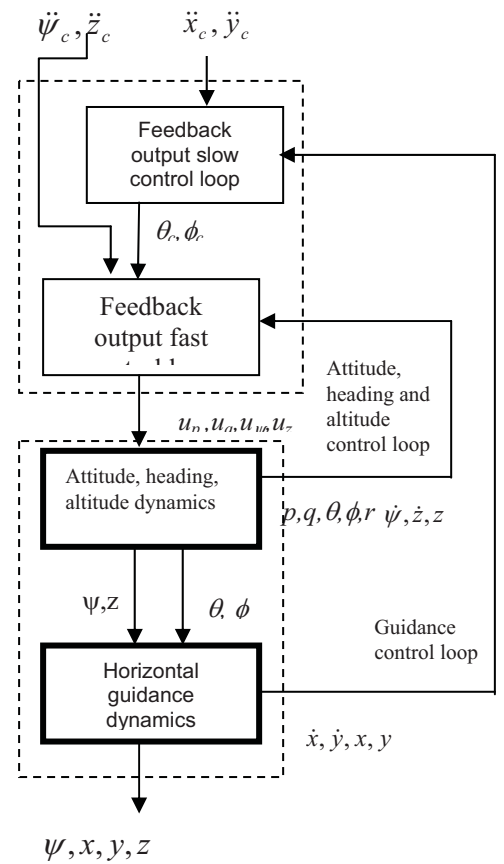 ψ̈_c, z̈_c
ẍ_c, ÿ_c
Feedback
output slow
control loop
θ_c, ϕ_c
Feedback
output fast
Attitude,
heading and
altitude
control loop
u_p, u_q, u_ψ, u_z
Attitude, heading,
altitude dynamics
p, q, θ, ϕ, r ψ̇, ż, z
ψ,z
θ, ϕ
Guidance
control loop
Horizontal
guidance
dynamics
ẋ, ẏ, x, y
ψ, x, y, z